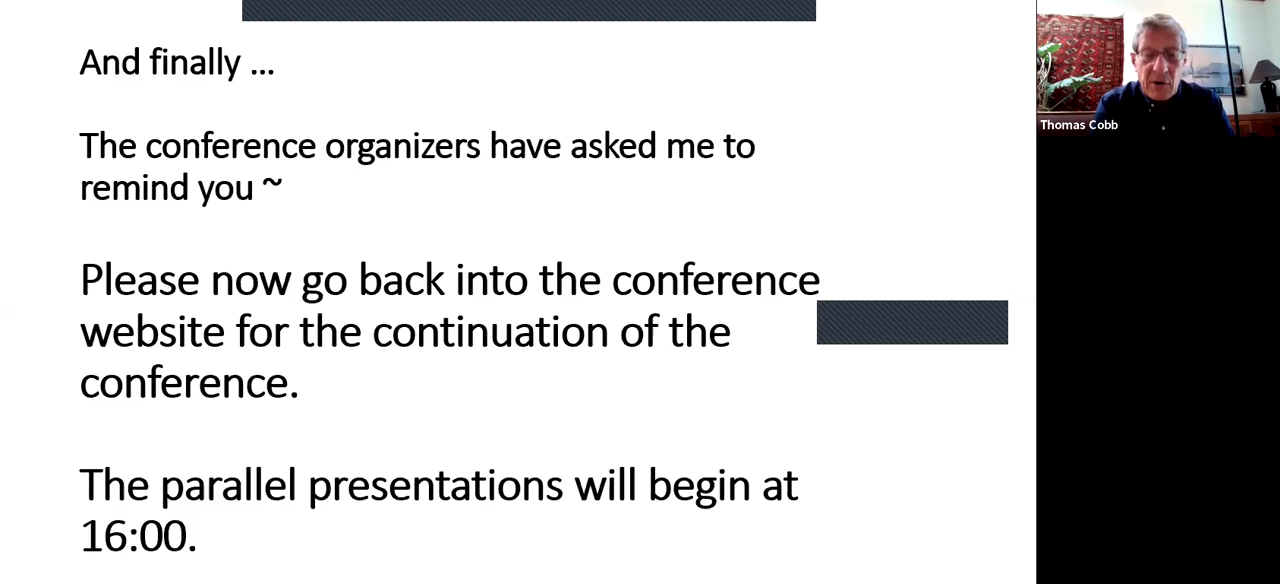 And finally ...
The conference organizers have asked me to
remind you ~
Please now go back into the conference
website for the continuation of the
conference.
The parallel presentations will begin at
16:00.
Thomas Cobb